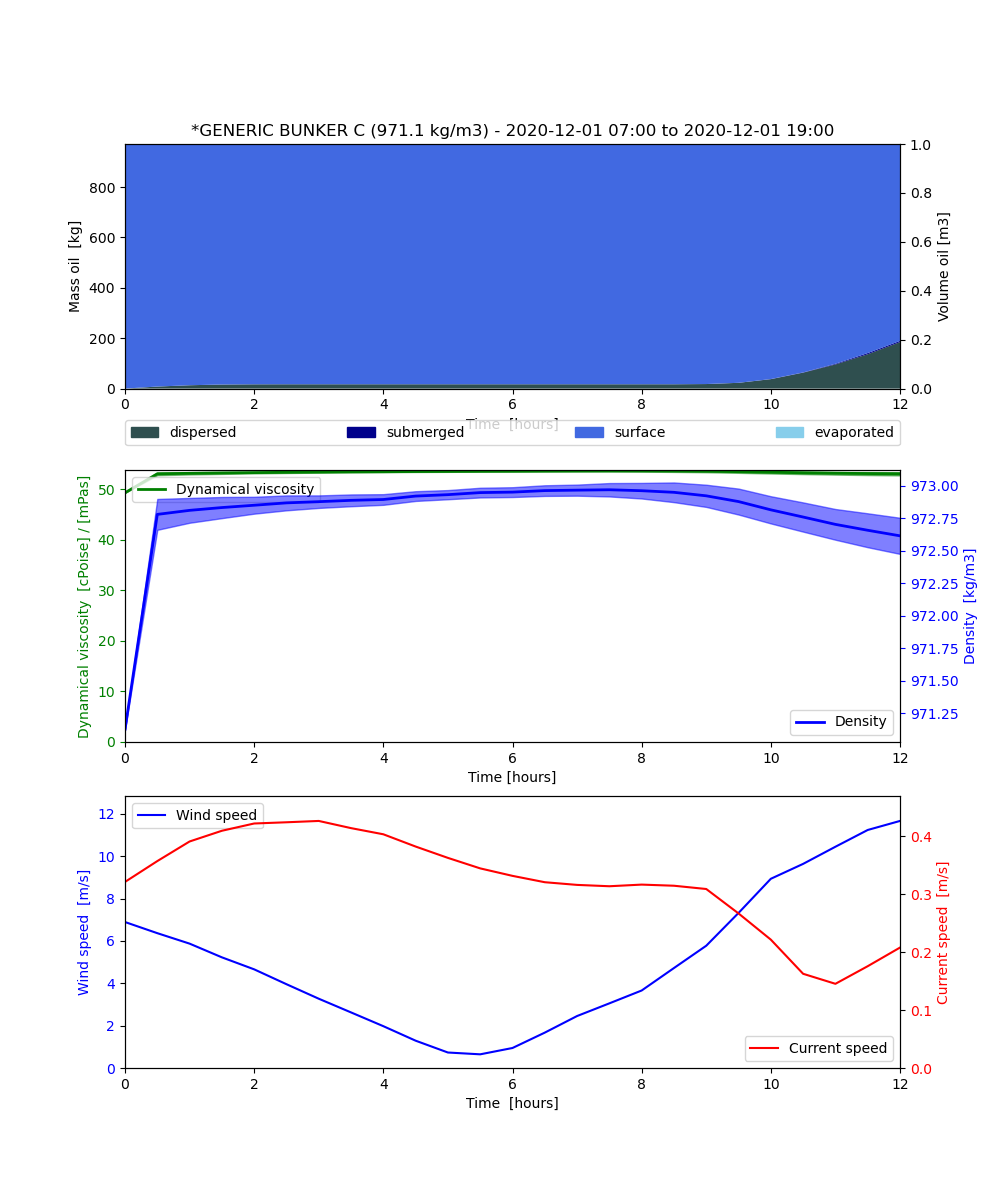 *GENERIC BUNKER C (971.1 kg/m3) - 2020-12-01 07:00 to 2020-12-01 19:00
Mass oil [kg]
800
600
400
200
0
1.0
0.8
0.6
0.4
0.2
0.0
Volume oil [m3]
0 2 4 6 8 10 12
Time [hours]
dispersed submerged surface evaporated
Dynamical viscosity [cPoise] / [mPas]
50
40
30
20
10
0
Dynamical viscosity
973.00
972.75
972.50
972.25
972.00
971.75
971.50
971.25
Density [kg/m3]
Density
0 2 4 6 8 10 12
Time [hours]
Wind speed [m/s]
12
10
8
6
4
2
0
Wind speed
0.4
0.3
0.2
0.1
0.0
Current speed [m/s]
Current speed
0 2 4 6 8 10 12
Time [hours]